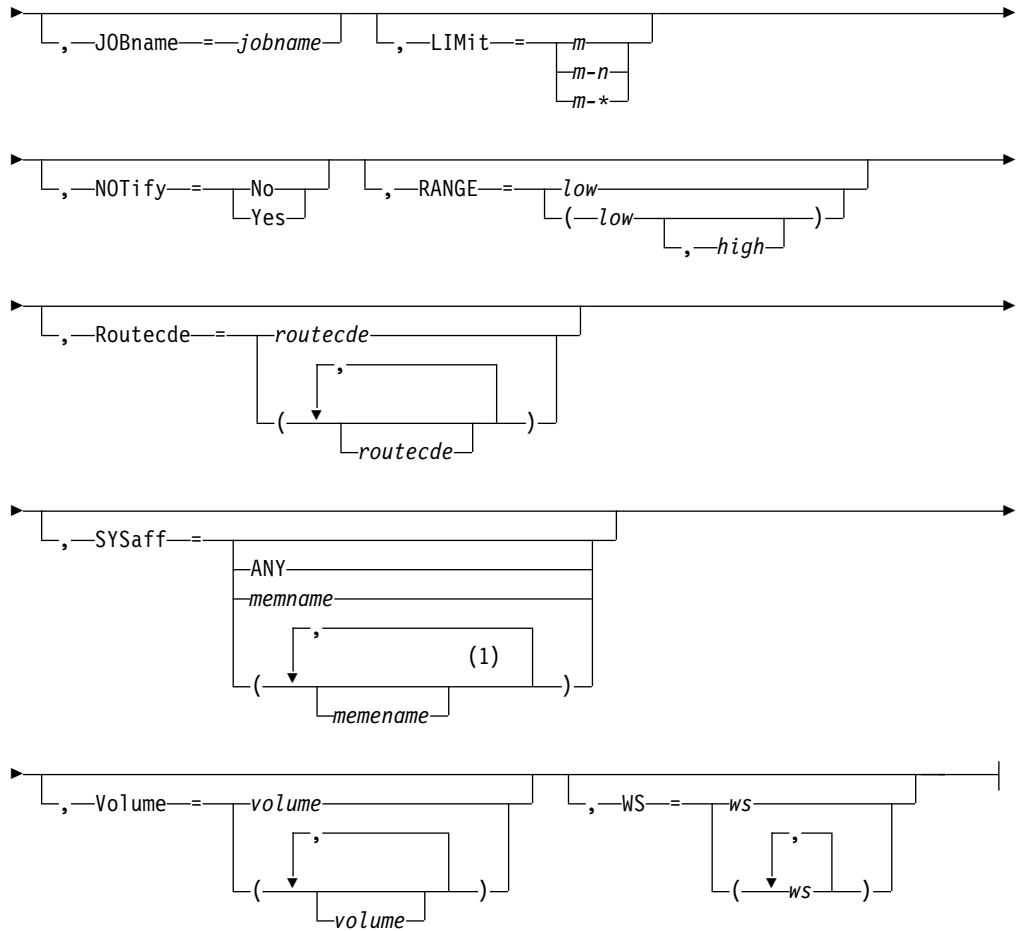 , JOBname = jobname , LIMit = m
m-n
m-*
, NOTify = No , RANGE = low
Yes ( low )
, high
, Routecde = routecde
,
( )
routecde
, SYSaff =
ANY
memname
,
(1)
( )
memename
, Volume = volume , WS = ws
, ,
( ) ( ws )
volume